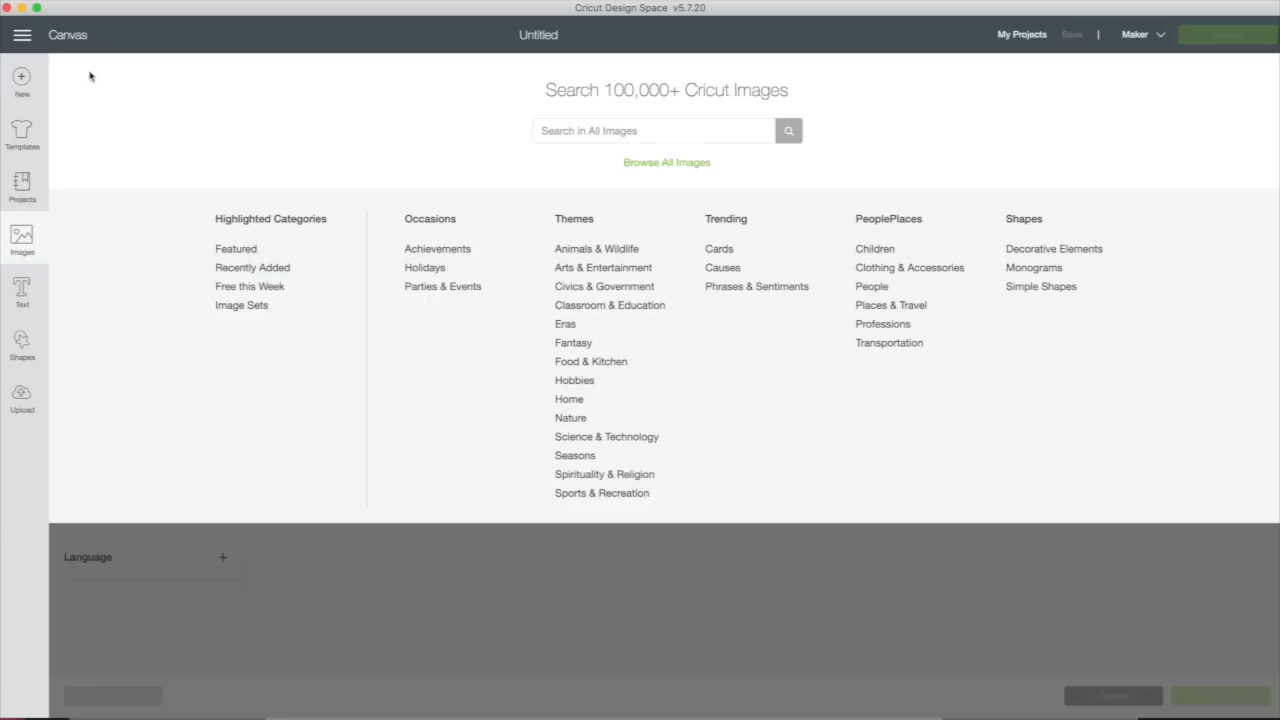 Cricut Design Space v5.7.20
Canvas
Untitled
My Projects
Save
|
Maker
New
Templates
Projects
Images
Text
Shapes
Upload
Search 100,000+ Cricut Images
Search in All Images
Browse All Images
Highlighted Categories
Featured
Recently Added
Free this Week
Image Sets
Occasions
Achievements
Holidays
Parties & Events
Themes
Animals & Wildlife
Arts & Entertainment
Civics & Government
Classroom & Education
Eras
Fantasy
Food & Kitchen
Hobbies
Home
Nature
Science & Technology
Seasons
Spirituality & Religion
Sports & Recreation
Trending
Cards
Causes
Phrases & Sentiments
PeoplePlaces
Children
Clothing & Accessories
People
Places & Travel
Professions
Transportation
Shapes
Decorative Elements
Monograms
Simple Shapes
Language +
Cancel